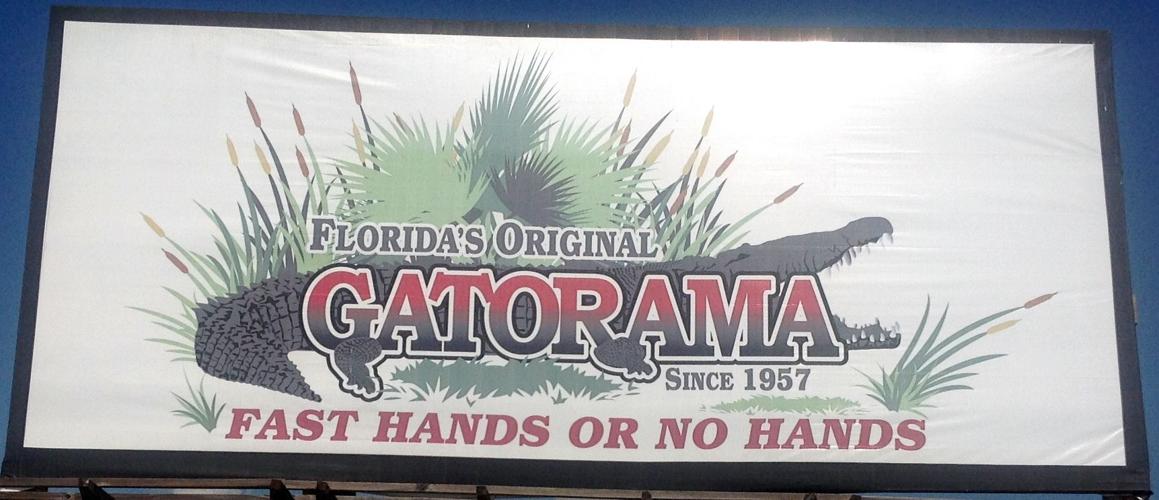 FLORIDA'S ORIGINAL
GATORAMA
SINCE 1957
FAST HANDS OR NO HANDS